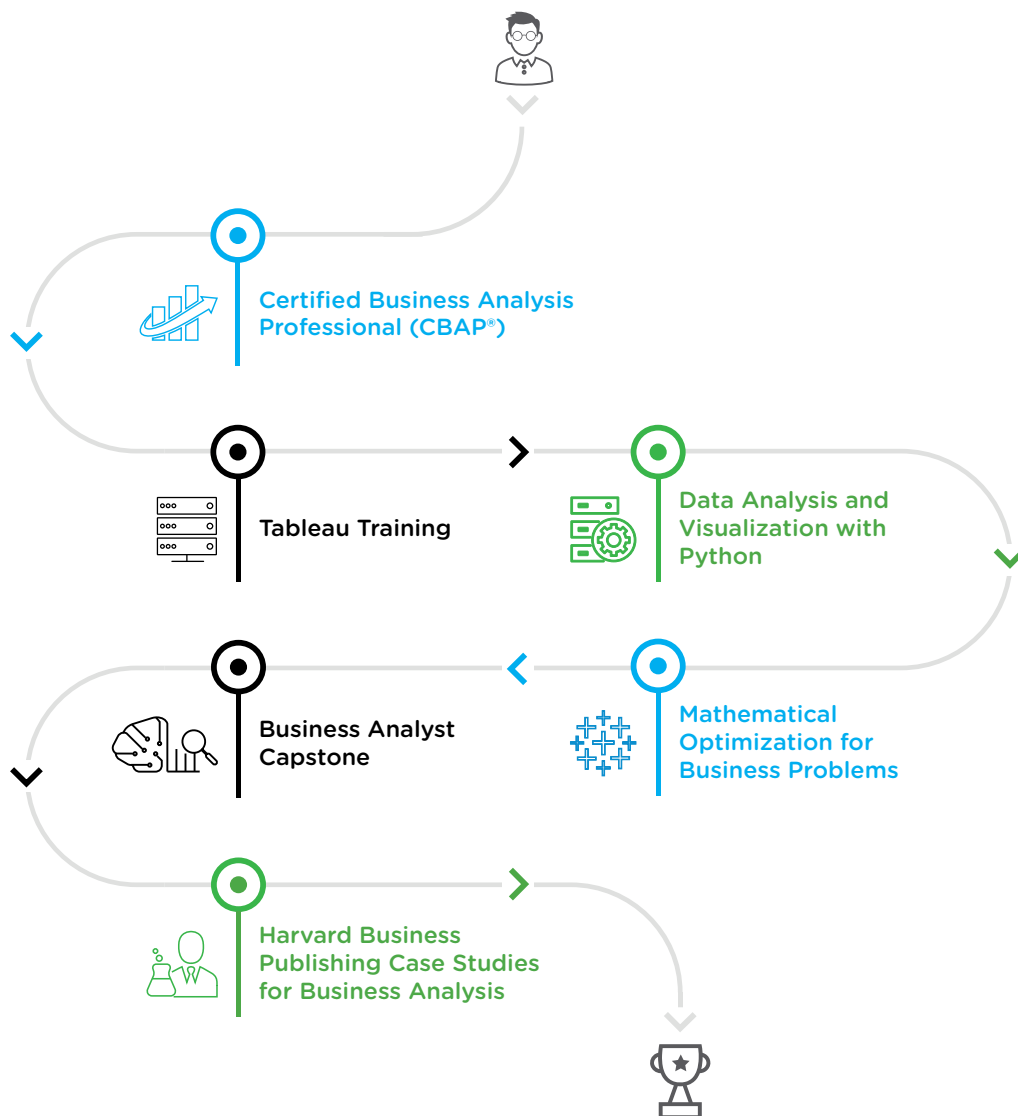 Certified Business Analysis
Professional (CBAP®)
Tableau Training
Data Analysis and
Visualization with
Python
Mathematical
Optimization for
Business Problems
Business Analyst
Capstone
Harvard Business
Publishing Case Studies
for Business Analysis